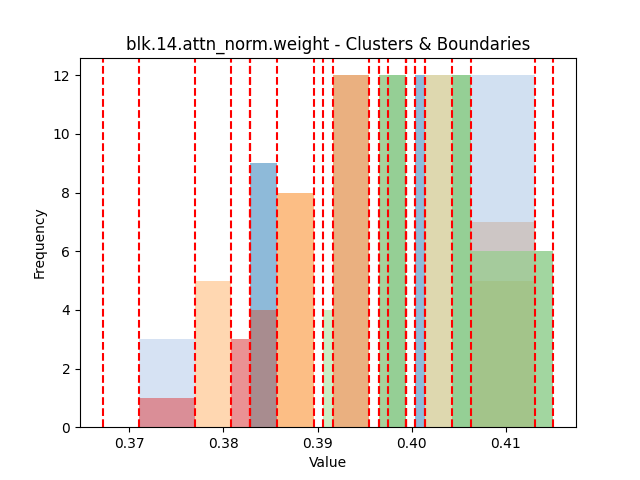 blk.14.attn_norm.weight - Clusters & Boundaries
12
10
8
6
4
2
0
Frequency
0.37 0.38 0.39 0.40 0.41
Value